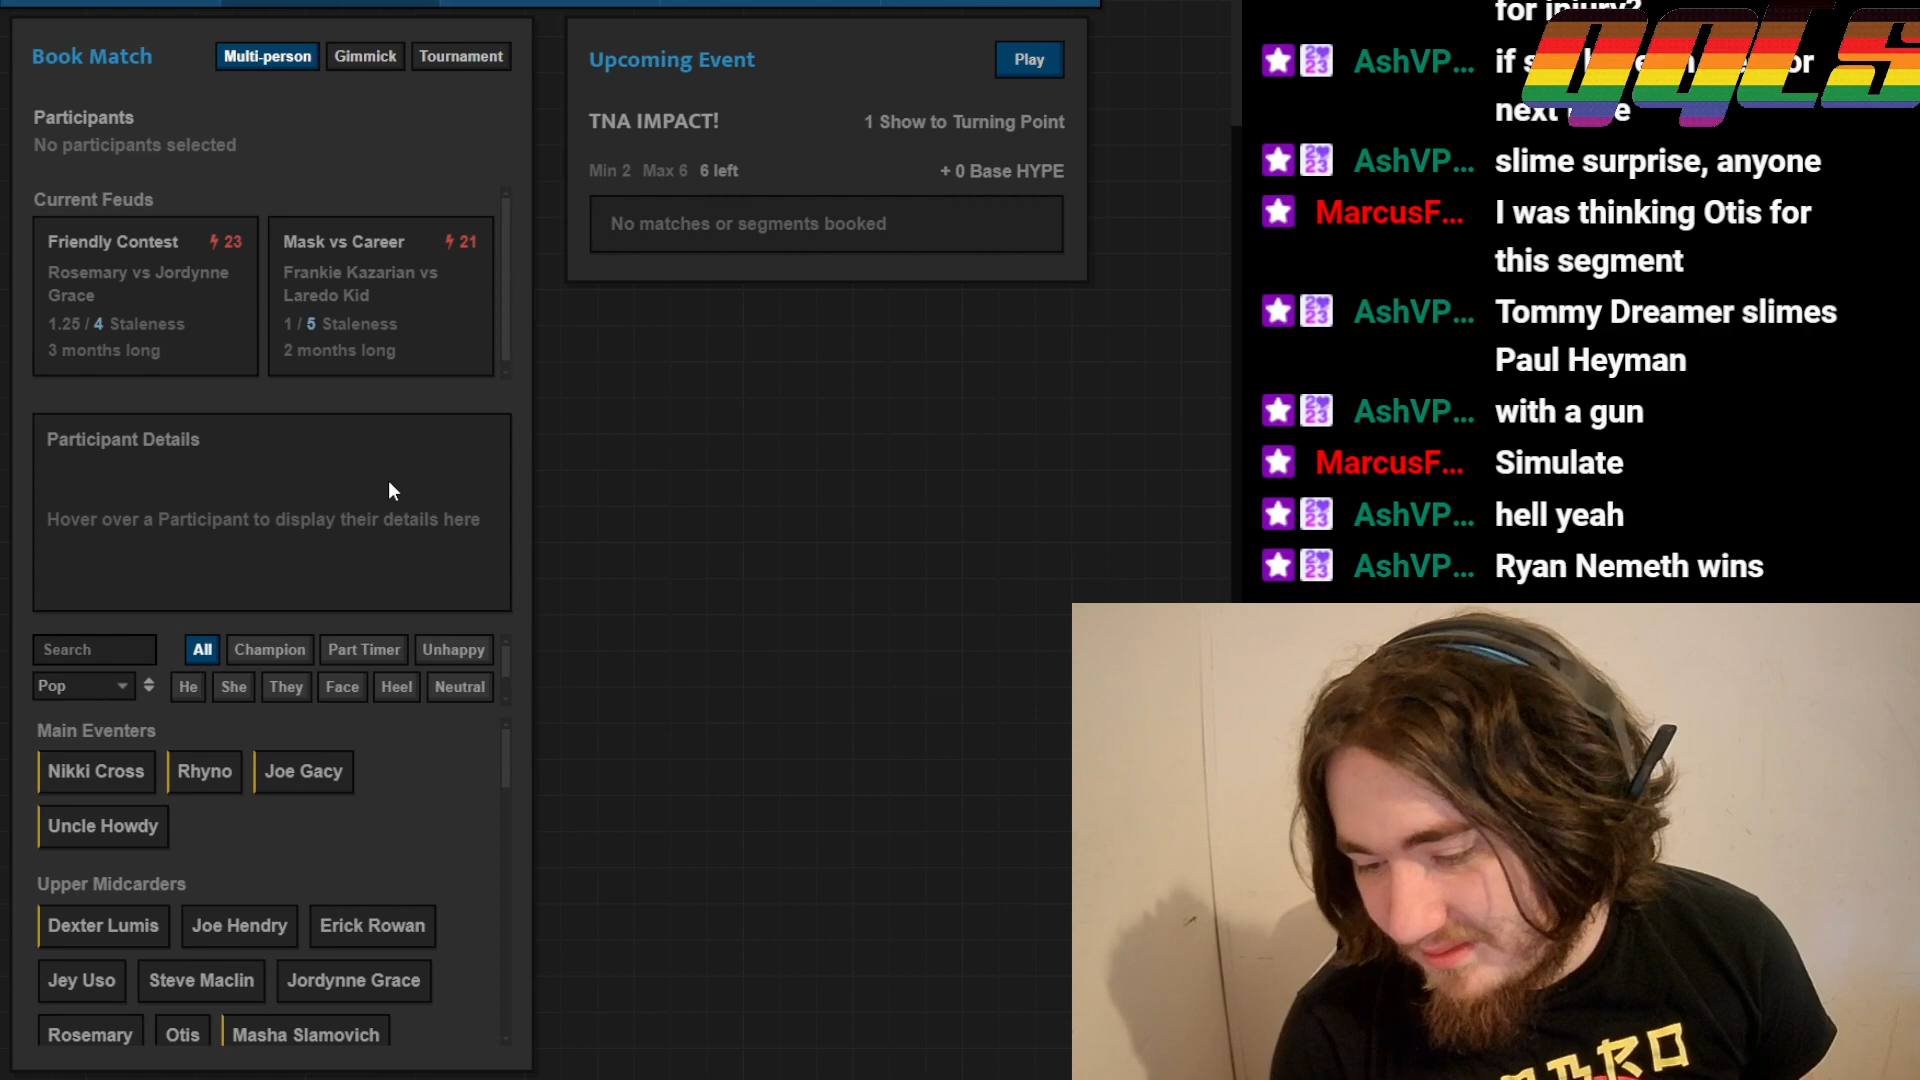 Book Match
Multi-person
Gimmick
Tournament
Participants
No participants selected
Current Feuds
Friendly Contest 23
Rosemary vs Jordynne
Grace
1.25 / 4 Staleness
3 months long
Mask vs Career 21
Frankie Kazarian vs
Laredo Kid
1 / 5 Staleness
2 months long
Participant Details
Hover over a Participant to display their details here
Search
All
Champion
Part Timer
Unhappy
Pop
He
She
They
Face
Heel
Neutral
Main Eventers
Nikki Cross
Rhyno
Joe Gacy
Uncle Howdy
Upper Midcarders
Dexter Lumis
Joe Hendry
Erick Rowan
Jey Uso
Steve Maclin
Jordynne Grace
Rosemary
Otis
Masha Slamovich
Upcoming Event
Play
TNA IMPACT!
1 Show to Turning Point
Min 2 Max 6 6 left
+ 0 Base HYPE
No matches or segments booked
for injury?
AshVP... if
next
AshVP... slime surprise, anyone
MarcusF... I was thinking Otis for
this segment
AshVP... Tommy Dreamer slimes
Paul Heyman
AshVP... with a gun
MarcusF... Simulate
AshVP... hell yeah
AshVP... Ryan Nemeth wins